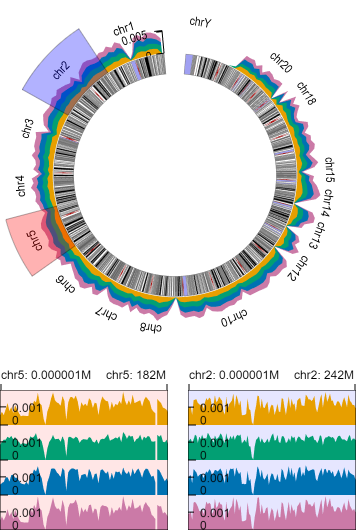 chrY
chr1
0.005
0
chr2
chr3
chr4
chr5
chr6
chr7
chr8
chr10
chr12
chr13
chr14
chr15
chr18
chr20
chr5: 0.000001M
chr5: 182M
chr2: 0.000001M
chr2: 242M
0.001
0
0.001
0
0.001
0
0.001
0
0.001
0
0.001
0
0.001
0
0.001
0